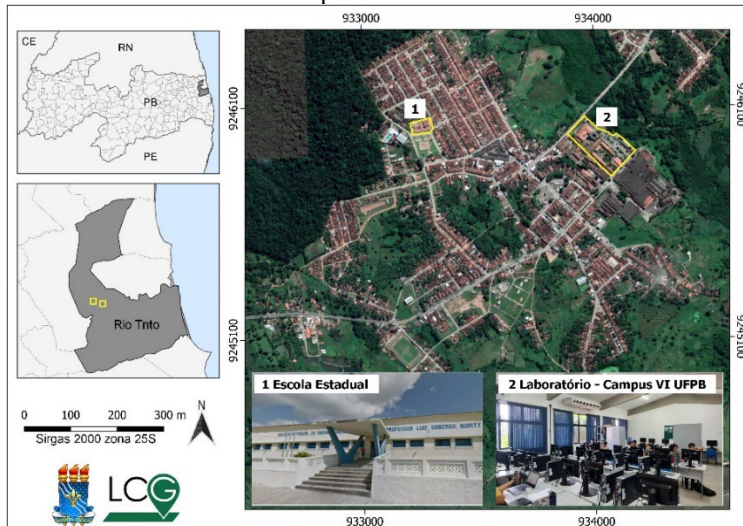 933000
934000
9246100
9246100
CE
RN
PB
PE
1
2
Rio Tnto
9245100
9245100
1 Escola Estadual
2 Laboratório - Campus VI UFPB
PROFESSOR LUIZ GONZAGA BURITY
0 100 200 300 m
N
Sirgas 2000 zona 25S
LCG
933000
934000